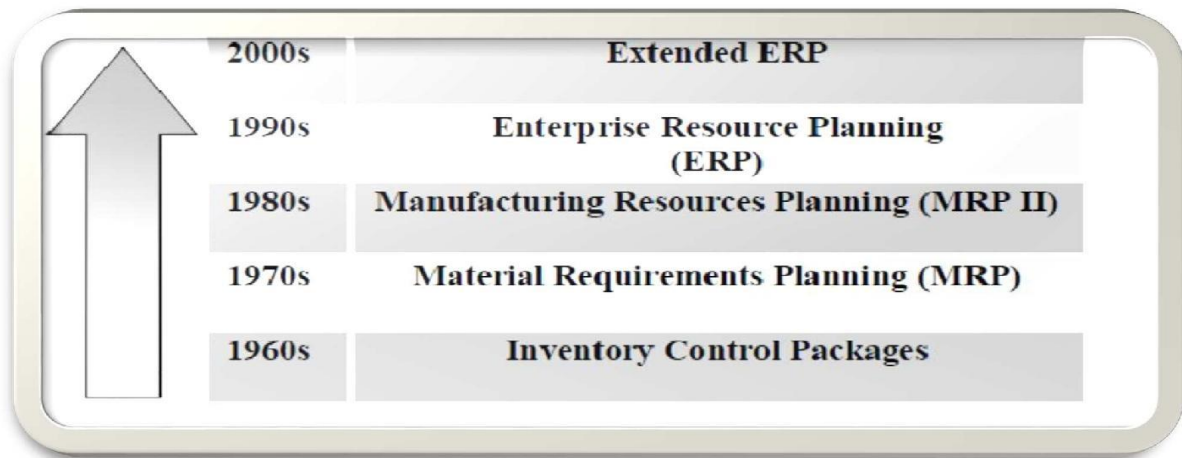 2000s Extended ERP
1990s Enterprise Resource Planning
(ERP)
1980s Manufacturing Resources Planning (MRP II)
1970s Material Requirements Planning (MRP)
1960s Inventory Control Packages